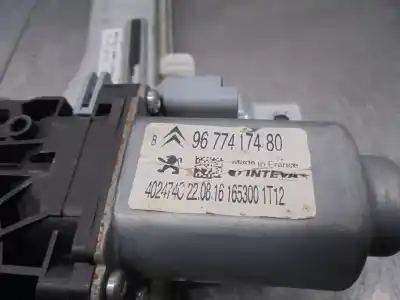 B 96 774 174 80
Made in France
INTEVA
402474C 22.08.16 165300 1T12